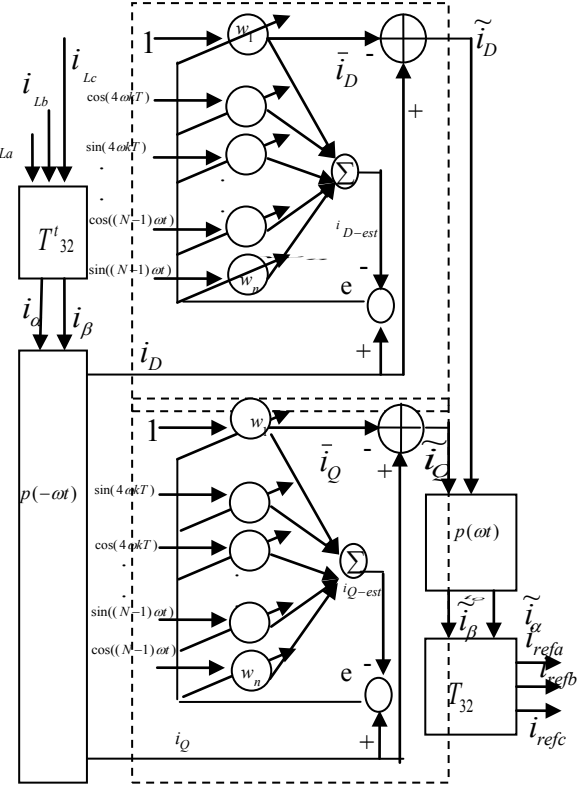 1
w_1
ĩ_D
i_Lc
ī_D
-
i_Lb
cos(4ωkT)
+
La
sin(4ωkT)
Σ
T^t_32
cos((N-1)ωt)
i_D-est
sin((N-1)ωt)
w_n
-
e
i_α
i_β
+
i_D
1
w_1
-
+
ī_Q
ĩ_Q
p(-ωt)
sin(4ωkT)
p(ωt)
cos(4ωkT)
Σ
i_Q-est
sin((N-1)ωt)
ĩ_β
ĩ_α
cos((N-1)ωt)
i_refa
w_n
e
-
i_refb
T_32
i_refc
i_Q
+